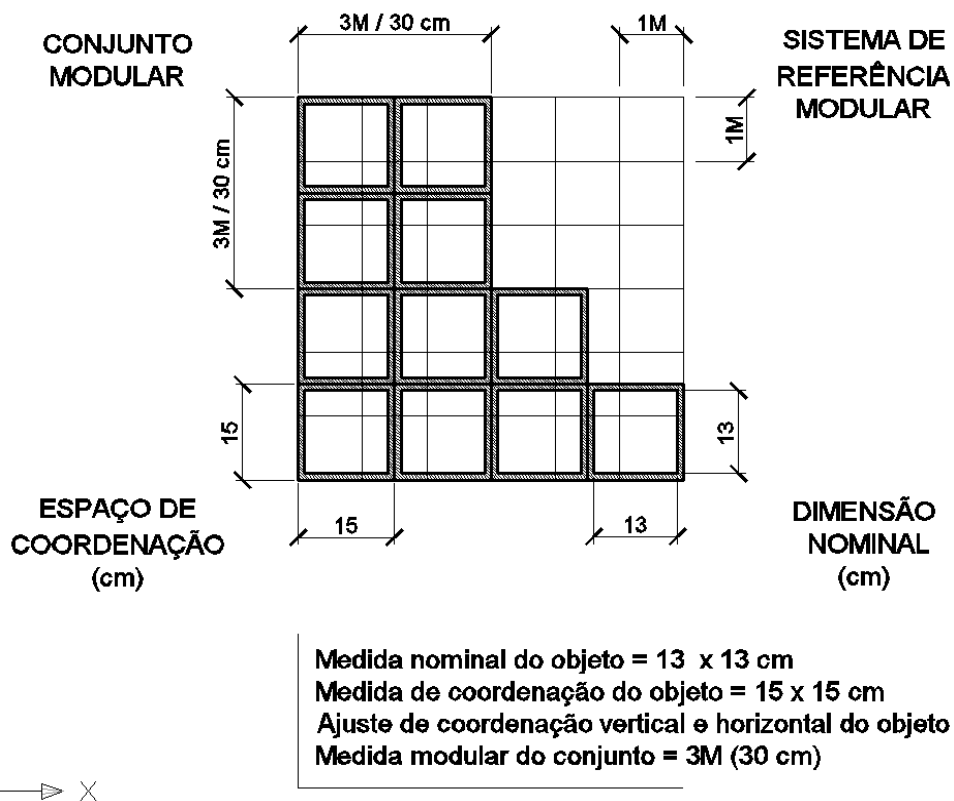 3M / 30 cm
1M
CONJUNTO
MODULAR
SISTEMA DE
REFERÊNCIA
MODULAR
1M
3M / 30 cm
15
13
15
13
ESPAÇO DE
COORDENAÇÃO
(cm)
DIMENSÃO
NOMINAL
(cm)
Medida nominal do objeto = 13 x 13 cm
Medida de coordenação do objeto = 15 x 15 cm
Ajuste de coordenação vertical e horizontal do objeto
Medida modular do conjunto = 3M (30 cm)
X